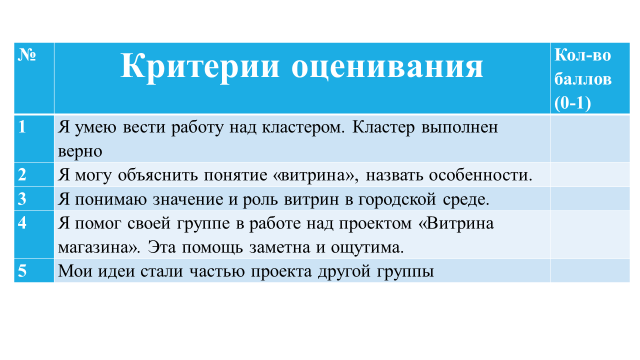 № Критерии оценивания Кол-во
баллов
(0-1)
1 Я умею вести работу над кластером. Кластер выполнен
верно
2 Я могу объяснить понятие «витрина», назвать особенности.
3 Я понимаю значение и роль витрин в городской среде.
4 Я помог своей группе в работе над проектом «Витрина
магазина». Эта помощь заметна и ощутима.
5 Мои идеи стали частью проекта другой группы